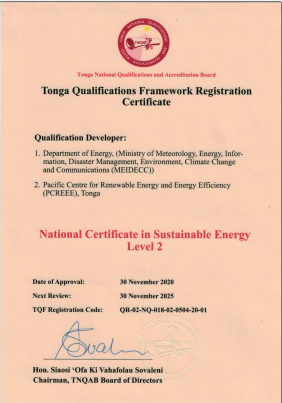 Tonga National Qualifications and Accreditation Board
Tonga Qualifications Framework Registration
Certificate
Qualification Developer:
1. Department of Energy, (Ministry of Meteorology, Energy, Infor-
mation, Disaster Management, Environment, Climate Change
and Communications (MEIDECC))
2. Pacific Centre for Renewable Energy and Energy Efficiency
(PCREEE), Tonga
National Certificate in Sustainable Energy
Level 2
Date of Approval: 30 November 2020
Next Review: 30 November 2025
TQF Registration Code: QR-02-NQ-018-02-0504-20-01
Hon. Siaosi ‘Ofa Ki Vahafolau Sovaleni
Chairman, TNQAB Board of Directors